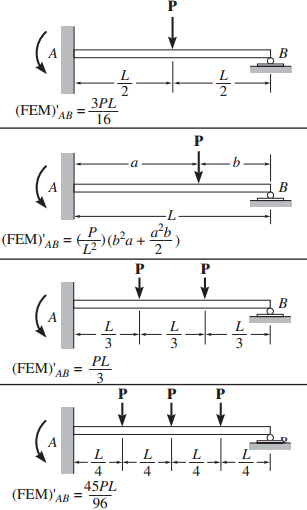 P
A B
L/2 L/2
(FEM)'AB = 3PL/16
P
a b
A B
L
(FEM)'AB = (P/L²)(b²a + a²b/2)
P P
A B
L/3 L/3 L/3
(FEM)'AB = PL/3
P P P
A B
L/4 L/4 L/4 L/4
(FEM)'AB = 45PL/96